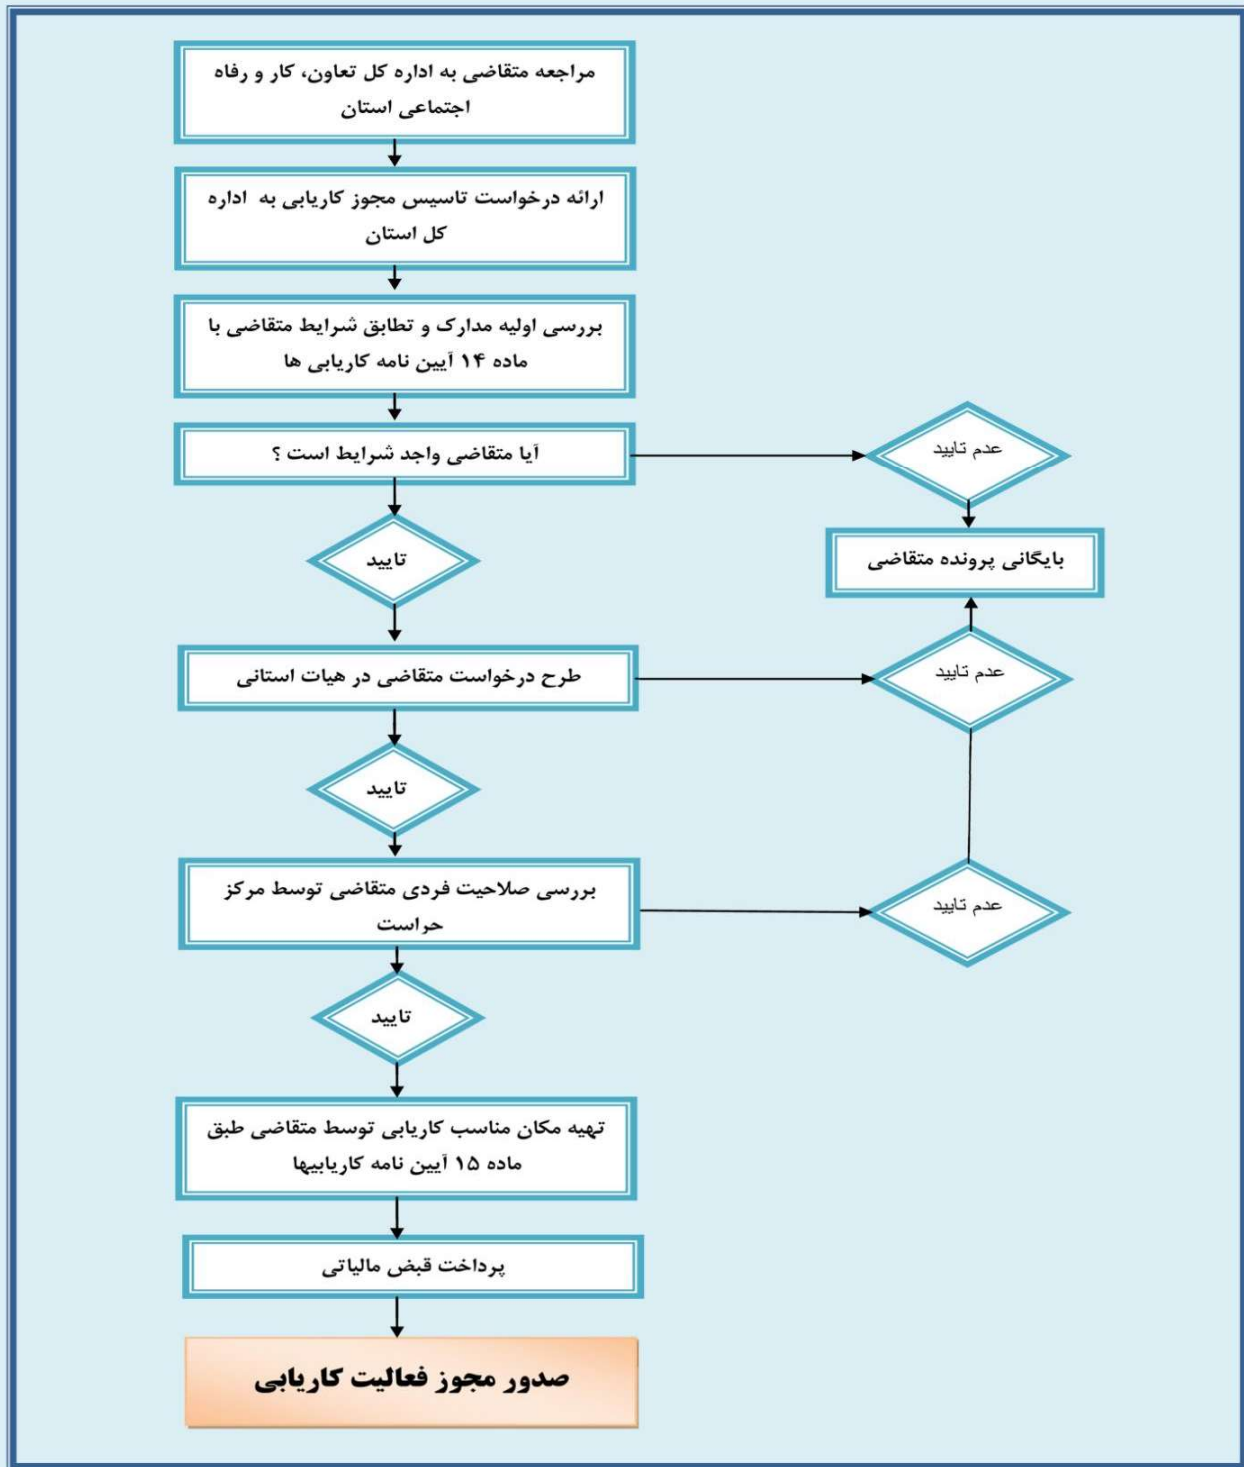 مراجعه متقاضی به اداره کل تعاون، کار و رفاه
اجتماعی استان
ارائه درخواست تاسیس مجوز کاریابی به اداره
کل استان
بررسی اولیه مدارک و تطابق شرایط متقاضی با
ماده ۱۴ آیین نامه کاریابی ها
آیا متقاضی واجد شرایط است ؟
عدم تایید
تایید
بایگانی پرونده متقاضی
طرح درخواست متقاضی در هیات استانی
عدم تایید
تایید
بررسی صلاحیت فردی متقاضی توسط مرکز
حراست
عدم تایید
تایید
تهیه مکان مناسب کاریابی توسط متقاضی طبق
ماده ۱۵ آیین نامه کاریابیها
پرداخت قبض مالیاتی
صدور مجوز فعالیت کاریابی